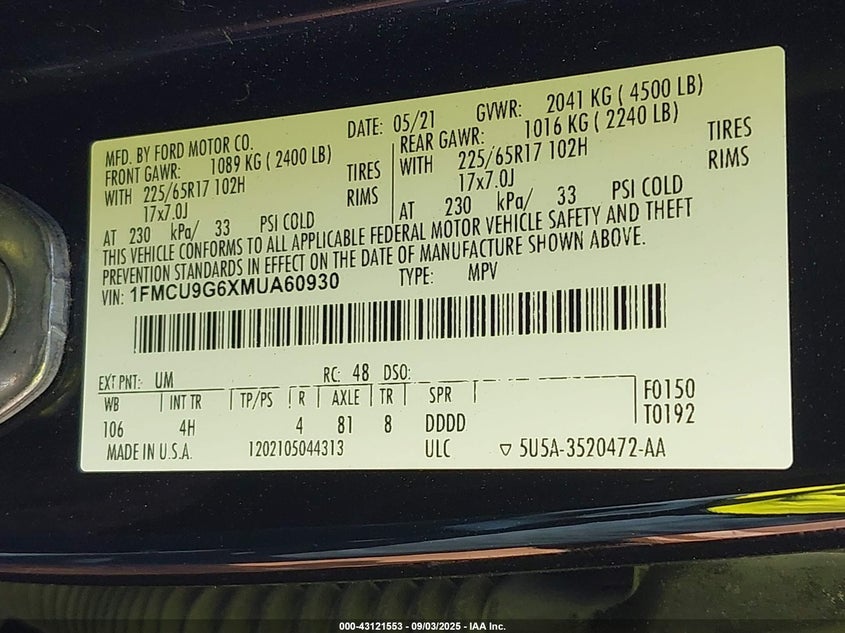 MFD. BY FORD MOTOR CO.
DATE: 05/21 GVWR: 2041 KG ( 4500 LB)
FRONT GAWR: 1089 KG ( 2400 LB)
REAR GAWR: 1016 KG ( 2240 LB)
WITH 225/65R17 102H TIRES
WITH 225/65R17 102H TIRES
17x7.0J RIMS
17x7.0J RIMS
AT 230 kPa/ 33 PSI COLD
AT 230 kPa/ 33 PSI COLD
THIS VEHICLE CONFORMS TO ALL APPLICABLE FEDERAL MOTOR VEHICLE SAFETY AND THEFT
PREVENTION STANDARDS IN EFFECT ON THE DATE OF MANUFACTURE SHOWN ABOVE.
VIN: 1FMCU9G6XMUA60930 TYPE: MPV
EXT PNT: UM RC: 48 DSO:
WB INT TR TP/PS R AXLE TR SPR F0150
106 4H 4 81 8 DDDD T0192
MADE IN U.S.A. 1202105044313 ULC ▽ 5U5A-3520472-AA
000-43121553 - 09/03/2025 - IAA Inc.